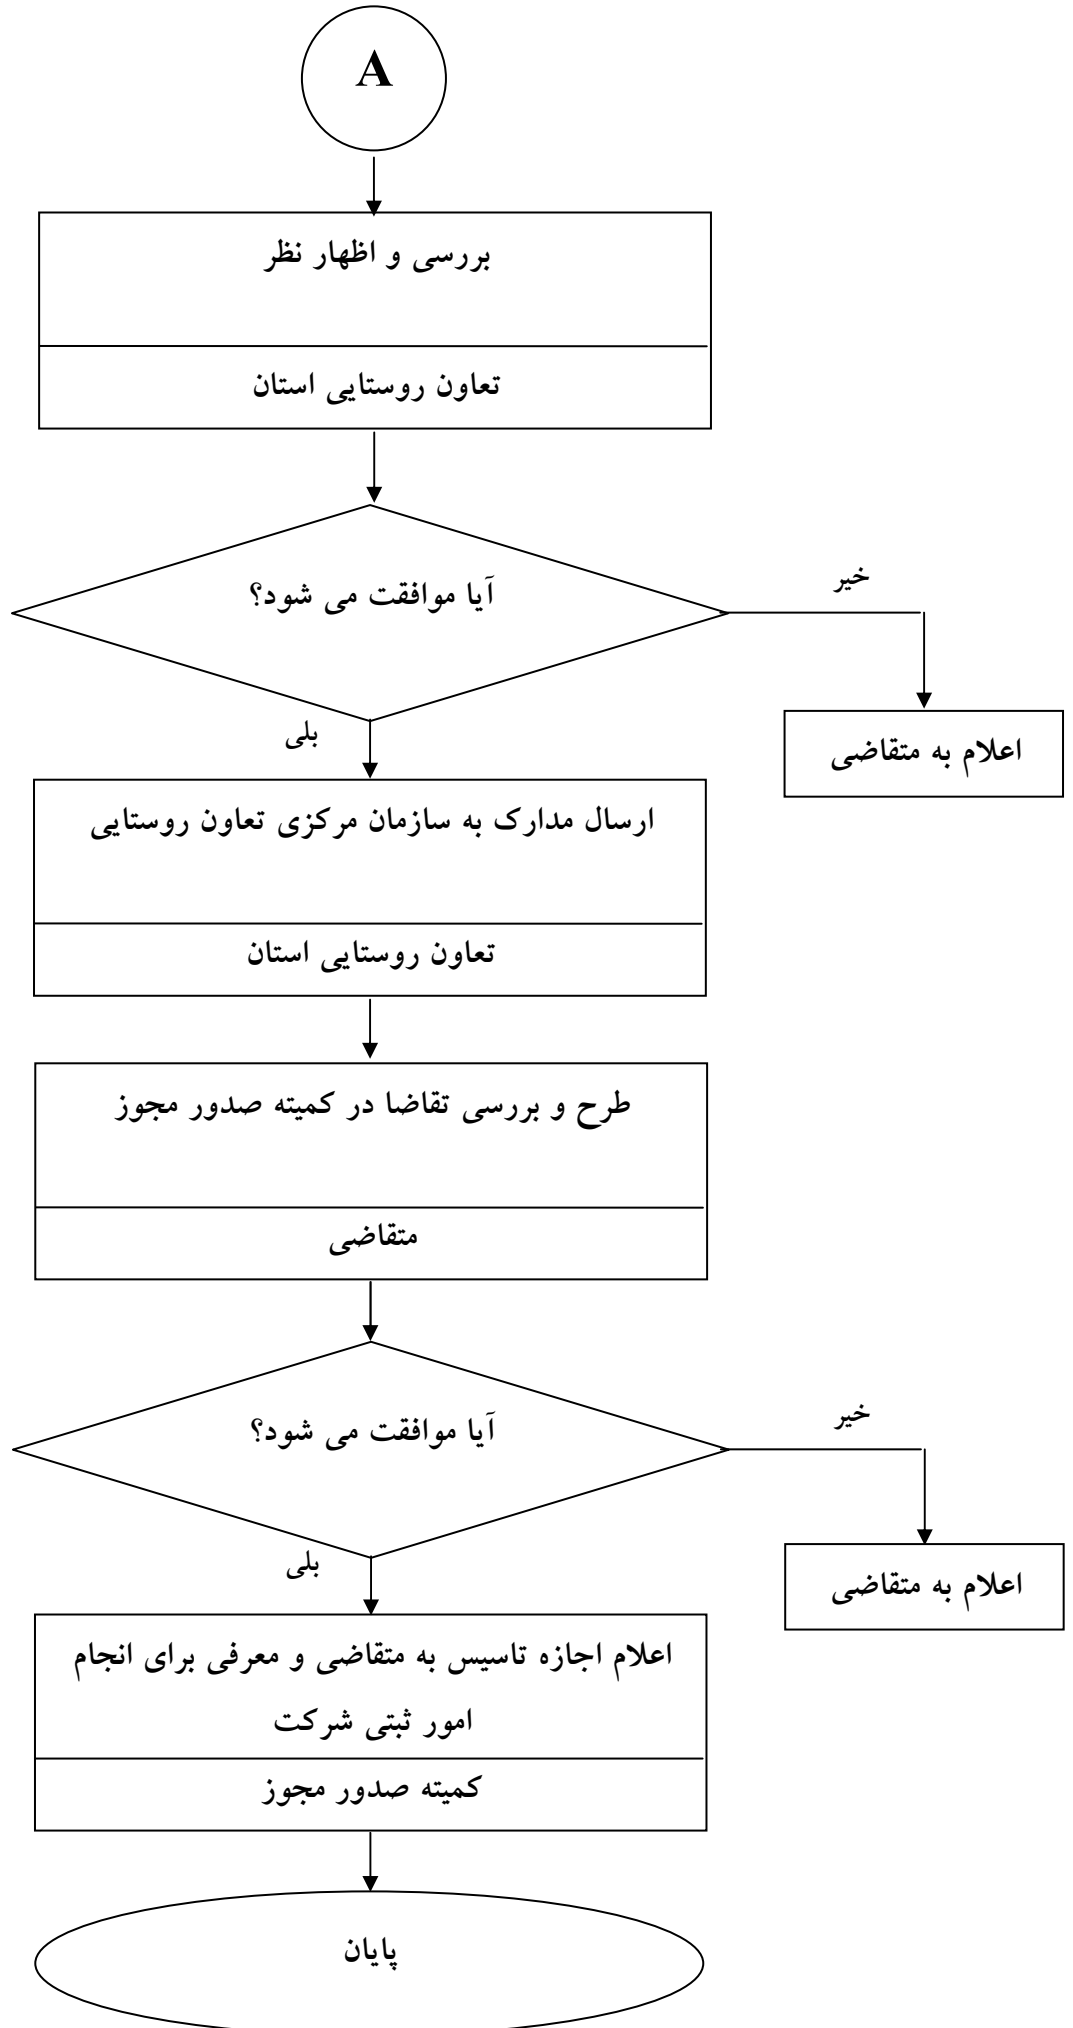 A
بررسی و اظهار نظر
تعاون روستایی استان
آیا موافقت می شود؟
خیر
اعلام به متقاضی
بلی
ارسال مدارک به سازمان مرکزی تعاون روستایی
تعاون روستایی استان
طرح و بررسی تقاضا در کمیته صدور مجوز
متقاضی
آیا موافقت می شود؟
خیر
اعلام به متقاضی
بلی
اعلام اجازه تاسیس به متقاضی و معرفی برای انجام
امور ثبتی شرکت
کمیته صدور مجوز
پایان